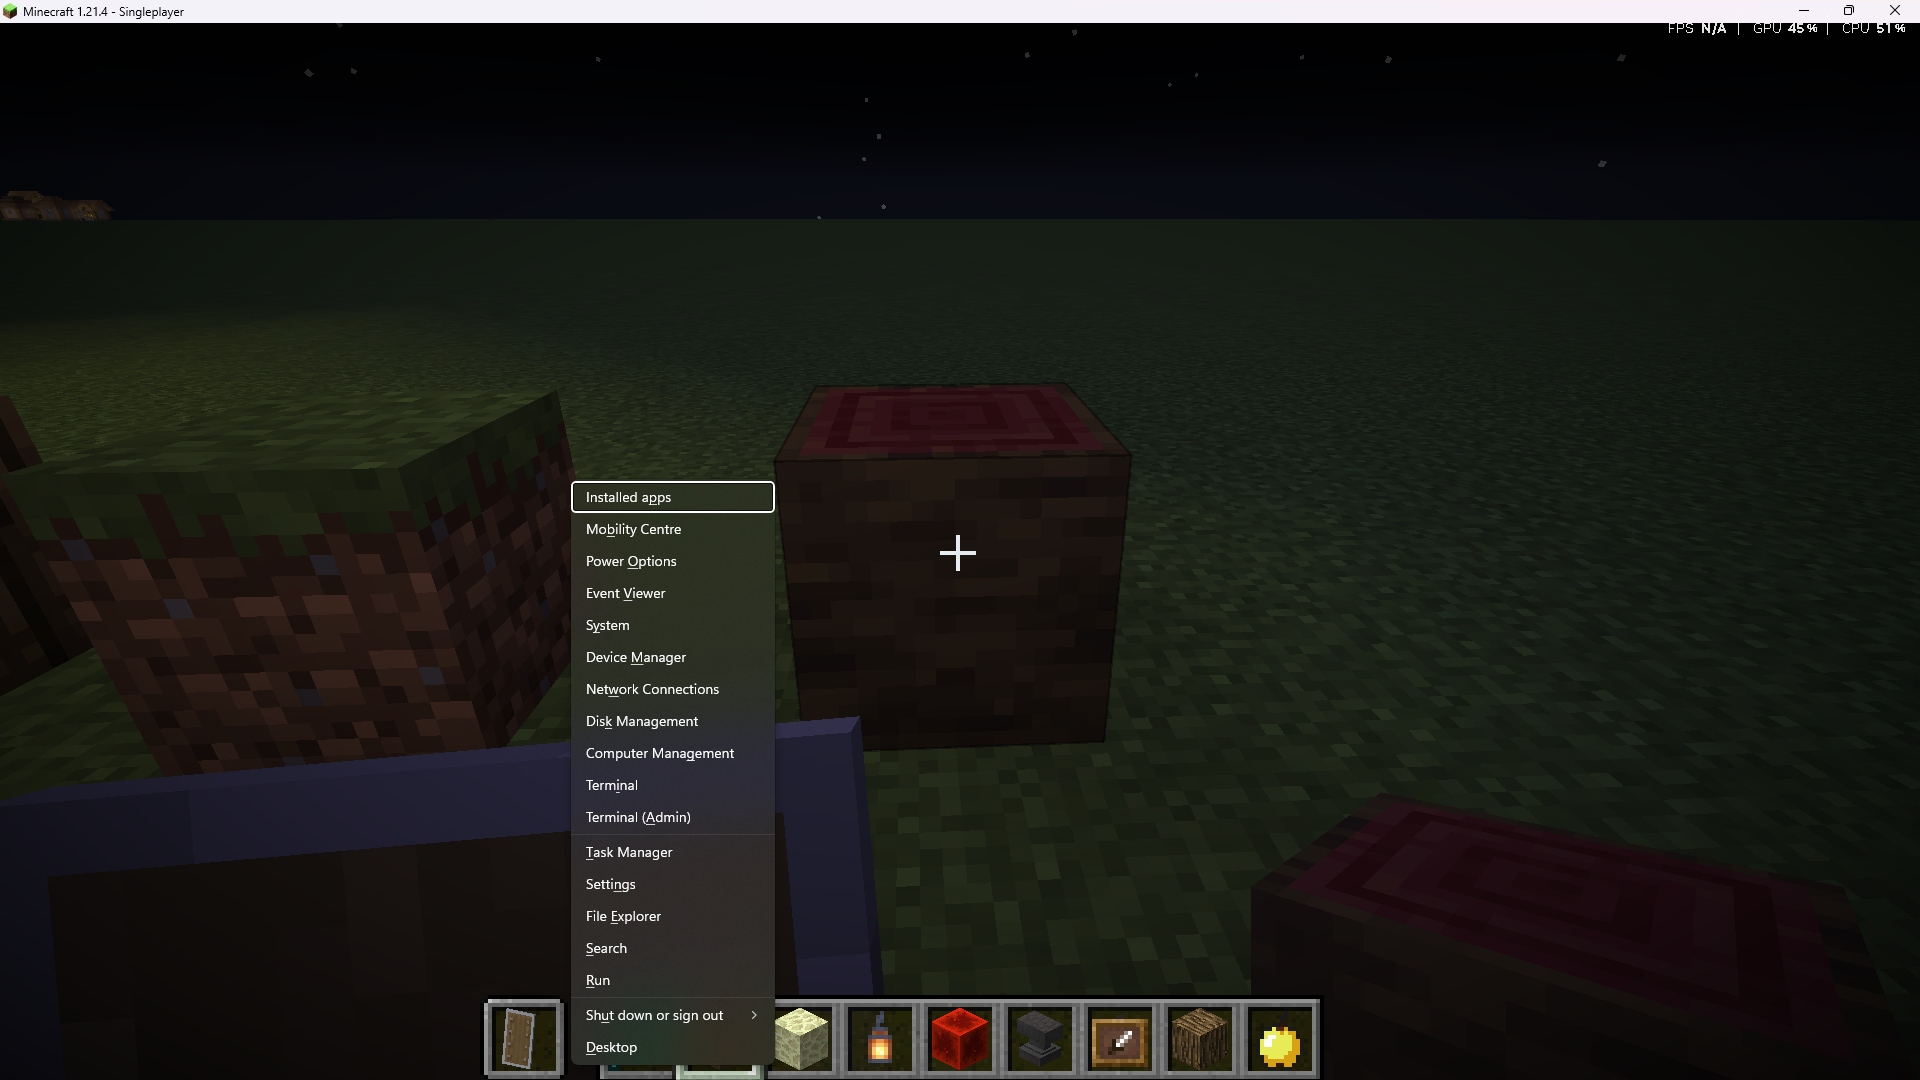 Minecraft 1.21.4 - Singleplayer
FPS N/A | GPU 45% | CPU 51%
Installed apps
Mobility Centre
Power Options
Event Viewer
System
Device Manager
Network Connections
Disk Management
Computer Management
Terminal
Terminal (Admin)
Task Manager
Settings
File Explorer
Search
Run
Shut down or sign out
Desktop